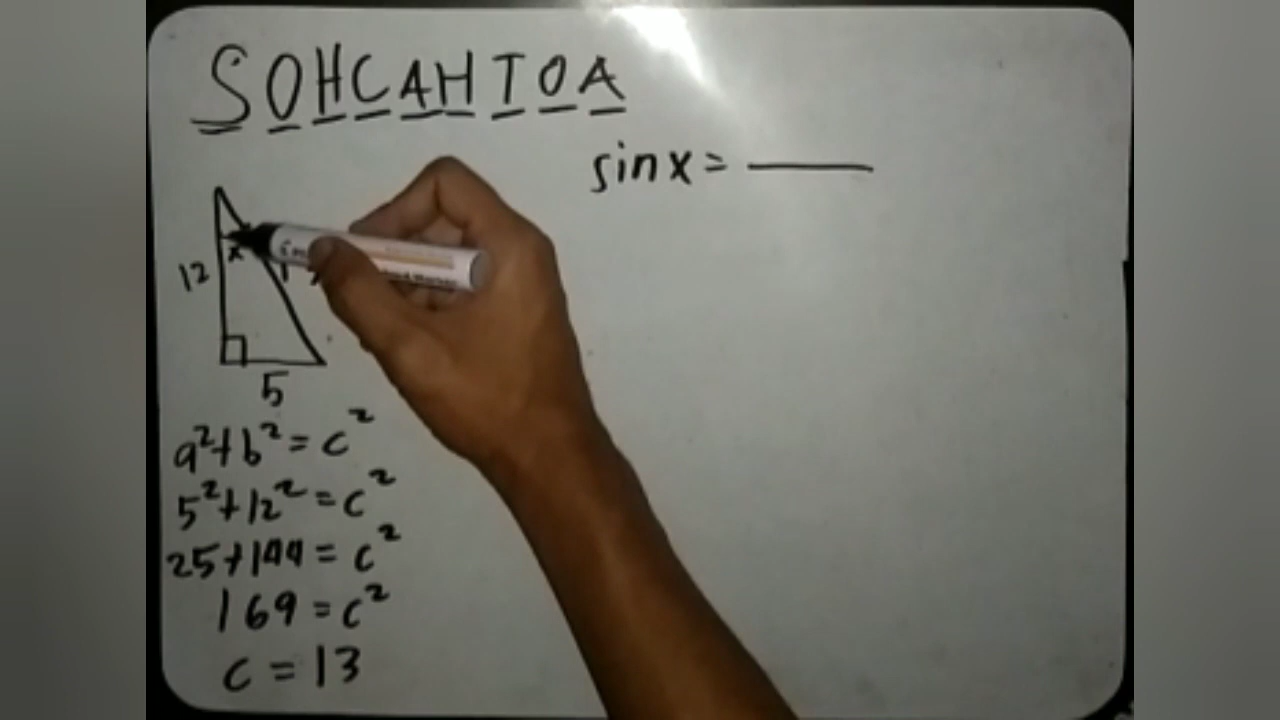 SOHCAHTOA
sin x =
12
x
5
a² + b² = c²
5² + 12² = c²
25 + 144 = c²
169 = c²
c = 13